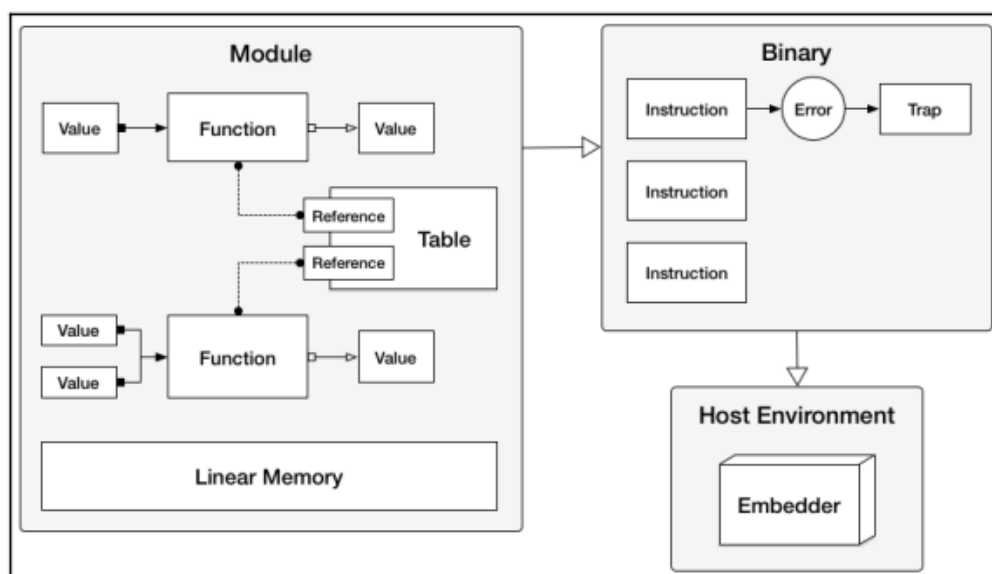 Module
Value
Function
Value
Reference
Table
Reference
Value
Value
Function
Value
Linear Memory
Binary
Instruction
Error
Trap
Instruction
Instruction
Host Environment
Embedder